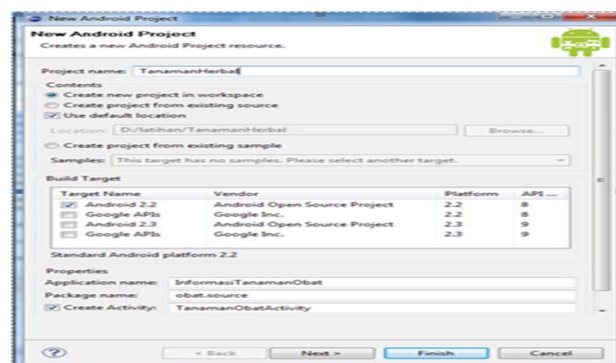 New Android Project
New Android Project
Creates a new Android Project resource.
Project name: TanamanHerbal
Contents
Create new project in workspace
Create project from existing source
Use default location
Location: D:/latihan/TanamanHerbal Browse...
Create project from existing sample
Samples: This target has no samples. Please select another target.
Build Target
Target Name Vendor Platform API ...
Android 2.2 Android Open Source Project 2.2 8
Google APIs Google Inc. 2.2 8
Android 2.3 Android Open Source Project 2.3 9
Google APIs Google Inc. 2.3 9
Standard Android platform 2.2
Properties
Application name: InformasiTanamanObat
Package name: obat.source
Create Activity: TanamanObatActivity
? < Back Next > Finish Cancel